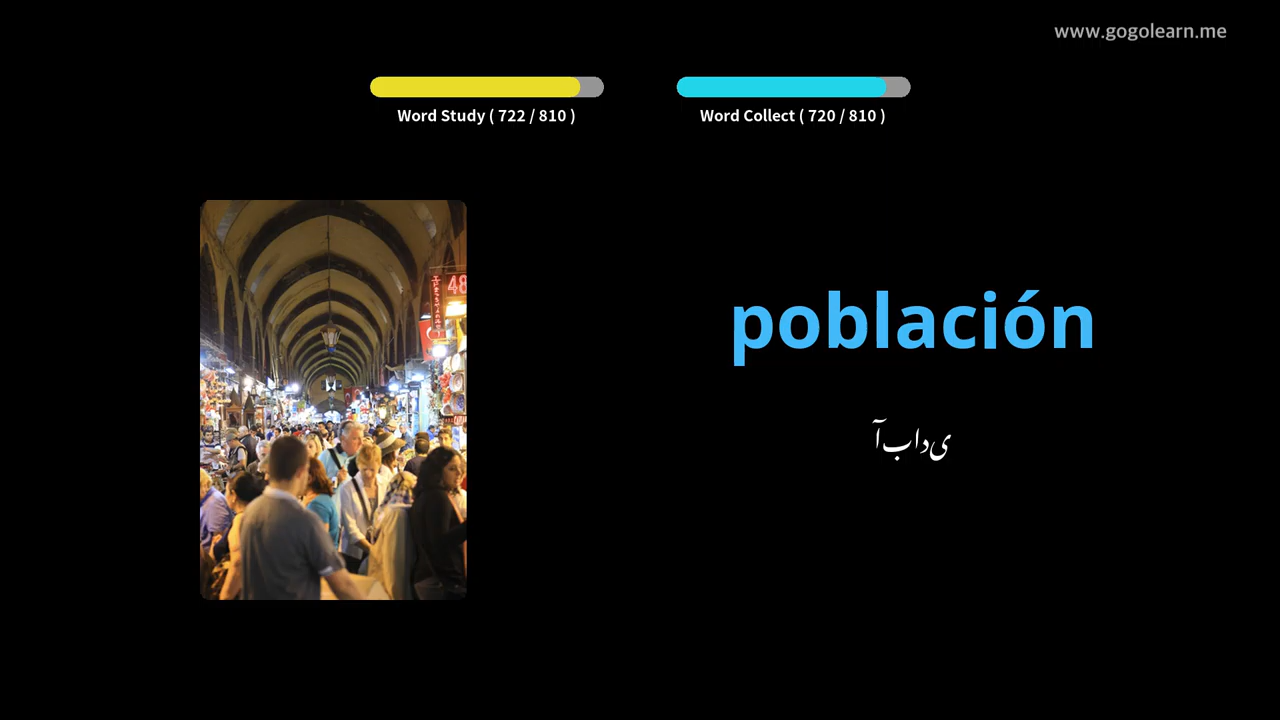 www.gogolearn.me
Word Study ( 722 / 810 )
Word Collect ( 720 / 810 )
48
población
آبادی